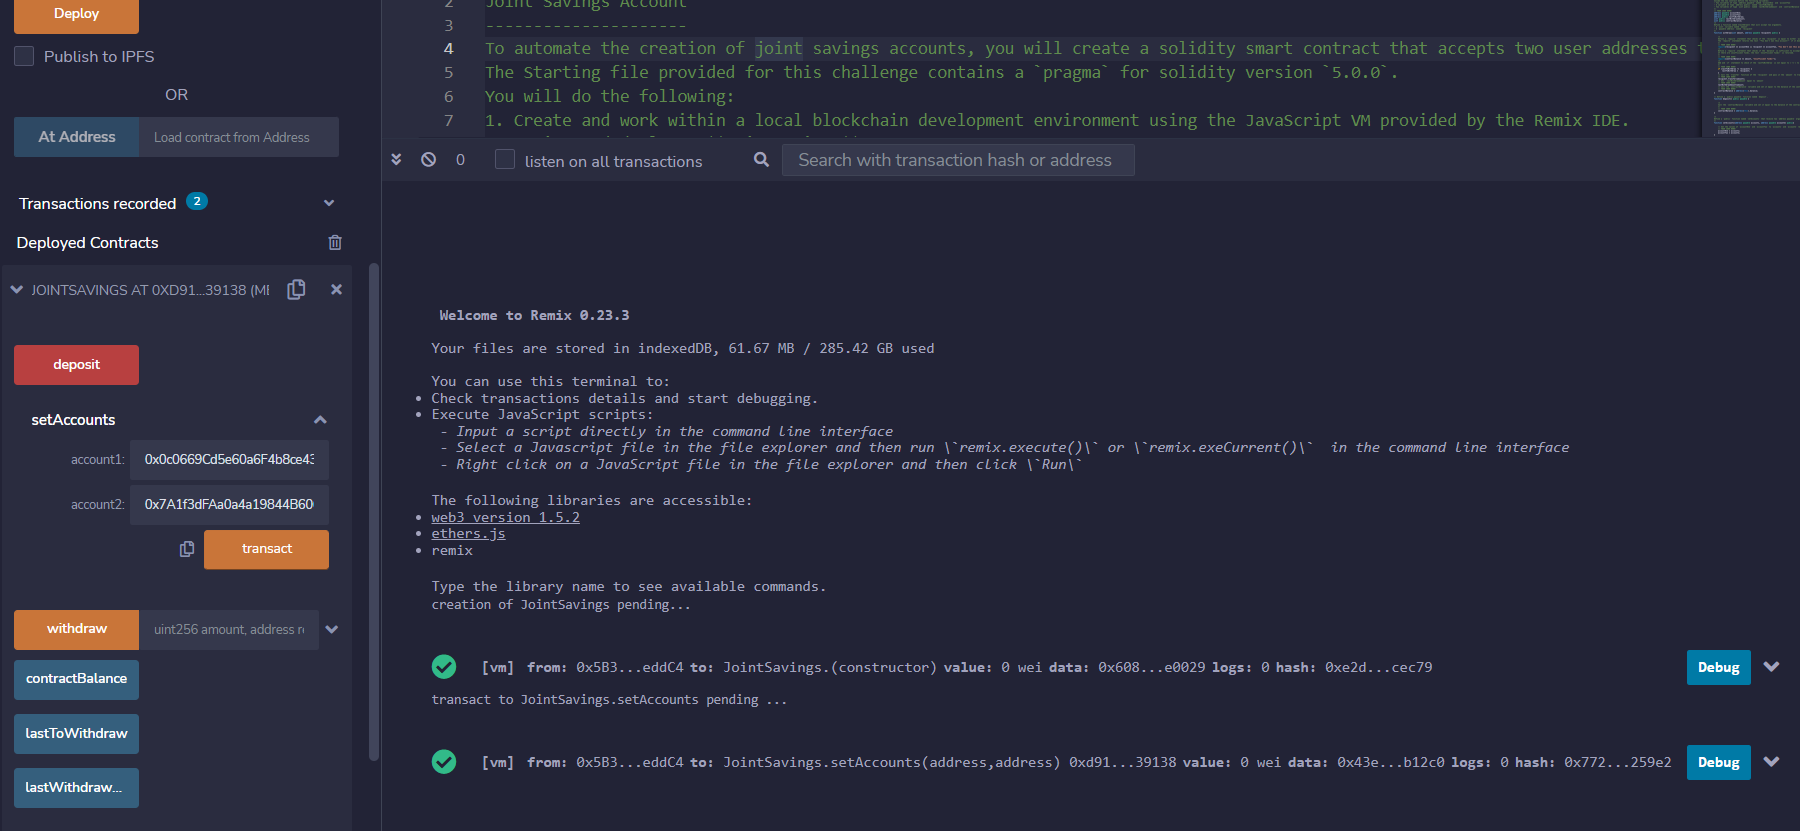 Deploy
Publish to IPFS
OR
At Address Load contract from Address
Transactions recorded 2
Deployed Contracts
JOINTSAVINGS AT 0XD91...39138 (ME
deposit
setAccounts
account1: 0x0c0669Cd5e60a6F4b8ce43
account2: 0x7A1f3dFAa0a4a19844B60
transact
withdraw uint256 amount, address re
contractBalance
lastToWithdraw
lastWithdraw...
2 Joint Savings Account
3 ---------------------
4 To automate the creation of joint savings accounts, you will create a solidity smart contract that accepts two user addresses
5 The Starting file provided for this challenge contains a `pragma` for solidity version `5.0.0`.
6 You will do the following:
7 1. Create and work within a local blockchain development environment using the JavaScript VM provided by the Remix IDE.
0 listen on all transactions Search with transaction hash or address
Welcome to Remix 0.23.3
Your files are stored in indexedDB, 61.67 MB / 285.42 GB used
You can use this terminal to:
• Check transactions details and start debugging.
• Execute JavaScript scripts:
- Input a script directly in the command line interface
- Select a Javascript file in the file explorer and then run \`remix.execute()\` or \`remix.exeCurrent()\` in the command line interface
- Right click on a JavaScript file in the file explorer and then click \`Run\`
The following libraries are accessible:
• web3 version 1.5.2
• ethers.js
• remix
Type the library name to see available commands.
creation of JointSavings pending...
[vm] from: 0x5B3...eddC4 to: JointSavings.(constructor) value: 0 wei data: 0x608...e0029 logs: 0 hash: 0xe2d...cec79 Debug
transact to JointSavings.setAccounts pending ...
[vm] from: 0x5B3...eddC4 to: JointSavings.setAccounts(address,address) 0xd91...39138 value: 0 wei data: 0x43e...b12c0 logs: 0 hash: 0x772...259e2 Debug